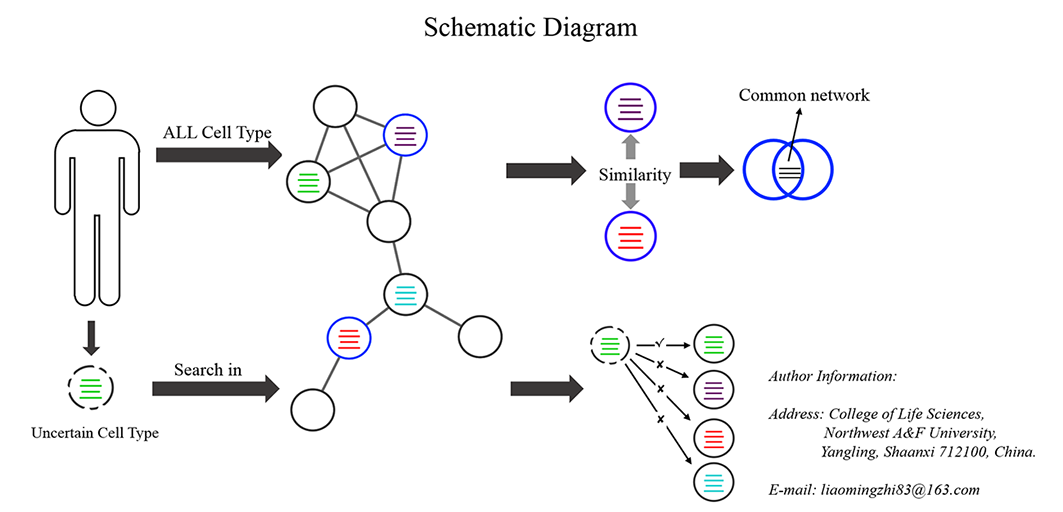 Schematic Diagram
ALL Cell Type
Common network
Similarity
Search in
Uncertain Cell Type
Author Information:
Address: College of Life Sciences,
Northwest A&F University,
Yangling, Shaanxi 712100, China.
E-mail: liaomingzhi83@163.com